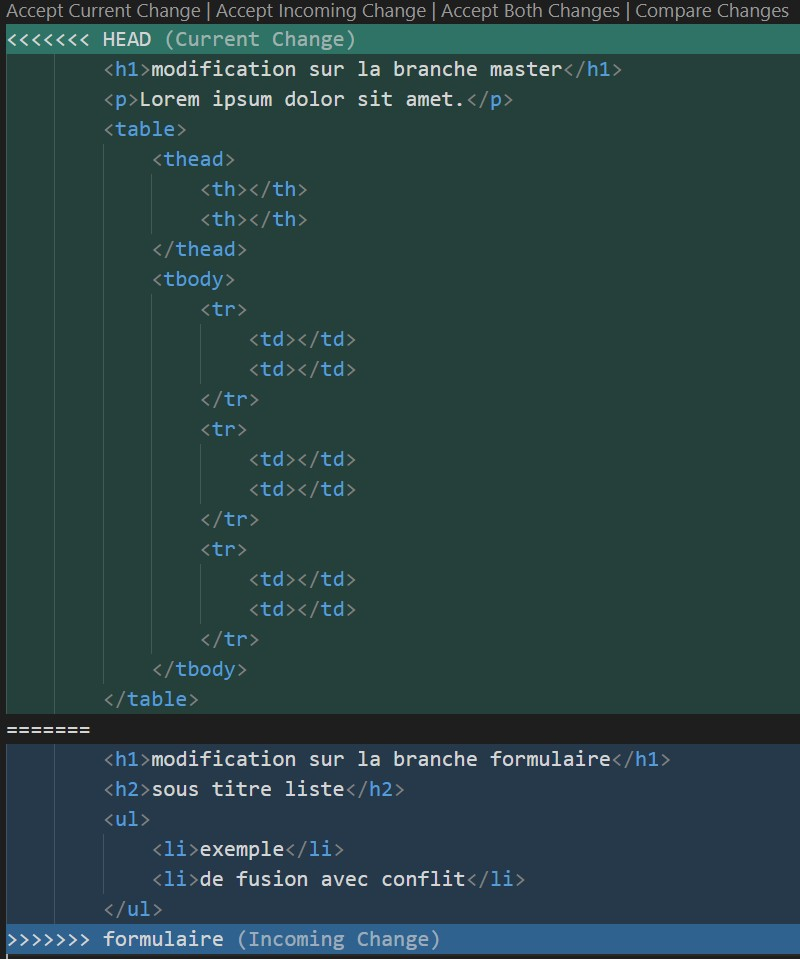 Accept Current Change | Accept Incoming Change | Accept Both Changes | Compare Changes
<<<<<<< HEAD (Current Change)
        <h1>modification sur la branche master</h1>
        <p>Lorem ipsum dolor sit amet.</p>
        <table>
            <thead>
                <th></th>
                <th></th>
            </thead>
            <tbody>
                <tr>
                    <td></td>
                    <td></td>
                </tr>
                <tr>
                    <td></td>
                    <td></td>
                </tr>
                <tr>
                    <td></td>
                    <td></td>
                </tr>
            </tbody>
        </table>
=======
        <h1>modification sur la branche formulaire</h1>
        <h2>sous titre liste</h2>
        <ul>
            <li>exemple</li>
            <li>de fusion avec conflit</li>
        </ul>
>>>>>>> formulaire (Incoming Change)